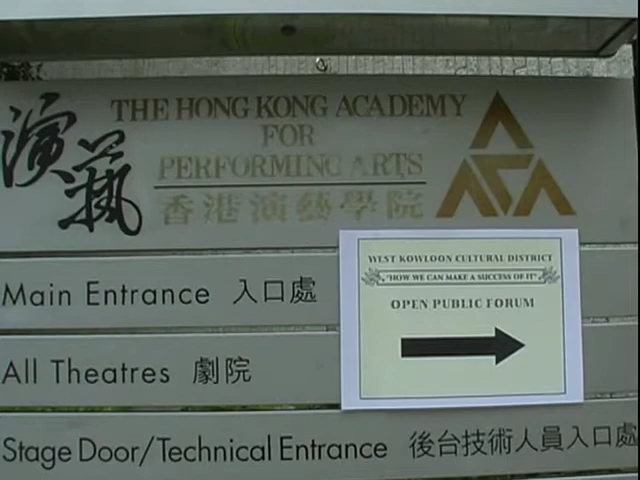 演藝
THE HONG KONG ACADEMY
FOR
PERFORMING ARTS
香港演藝學院
Main Entrance 入口處
All Theatres 劇院
Stage Door/Technical Entrance 後台技術人員入口處
WEST KOWLOON CULTURAL DISTRICT
"HOW WE CAN MAKE A SUCCESS OF IT"
OPEN PUBLIC FORUM